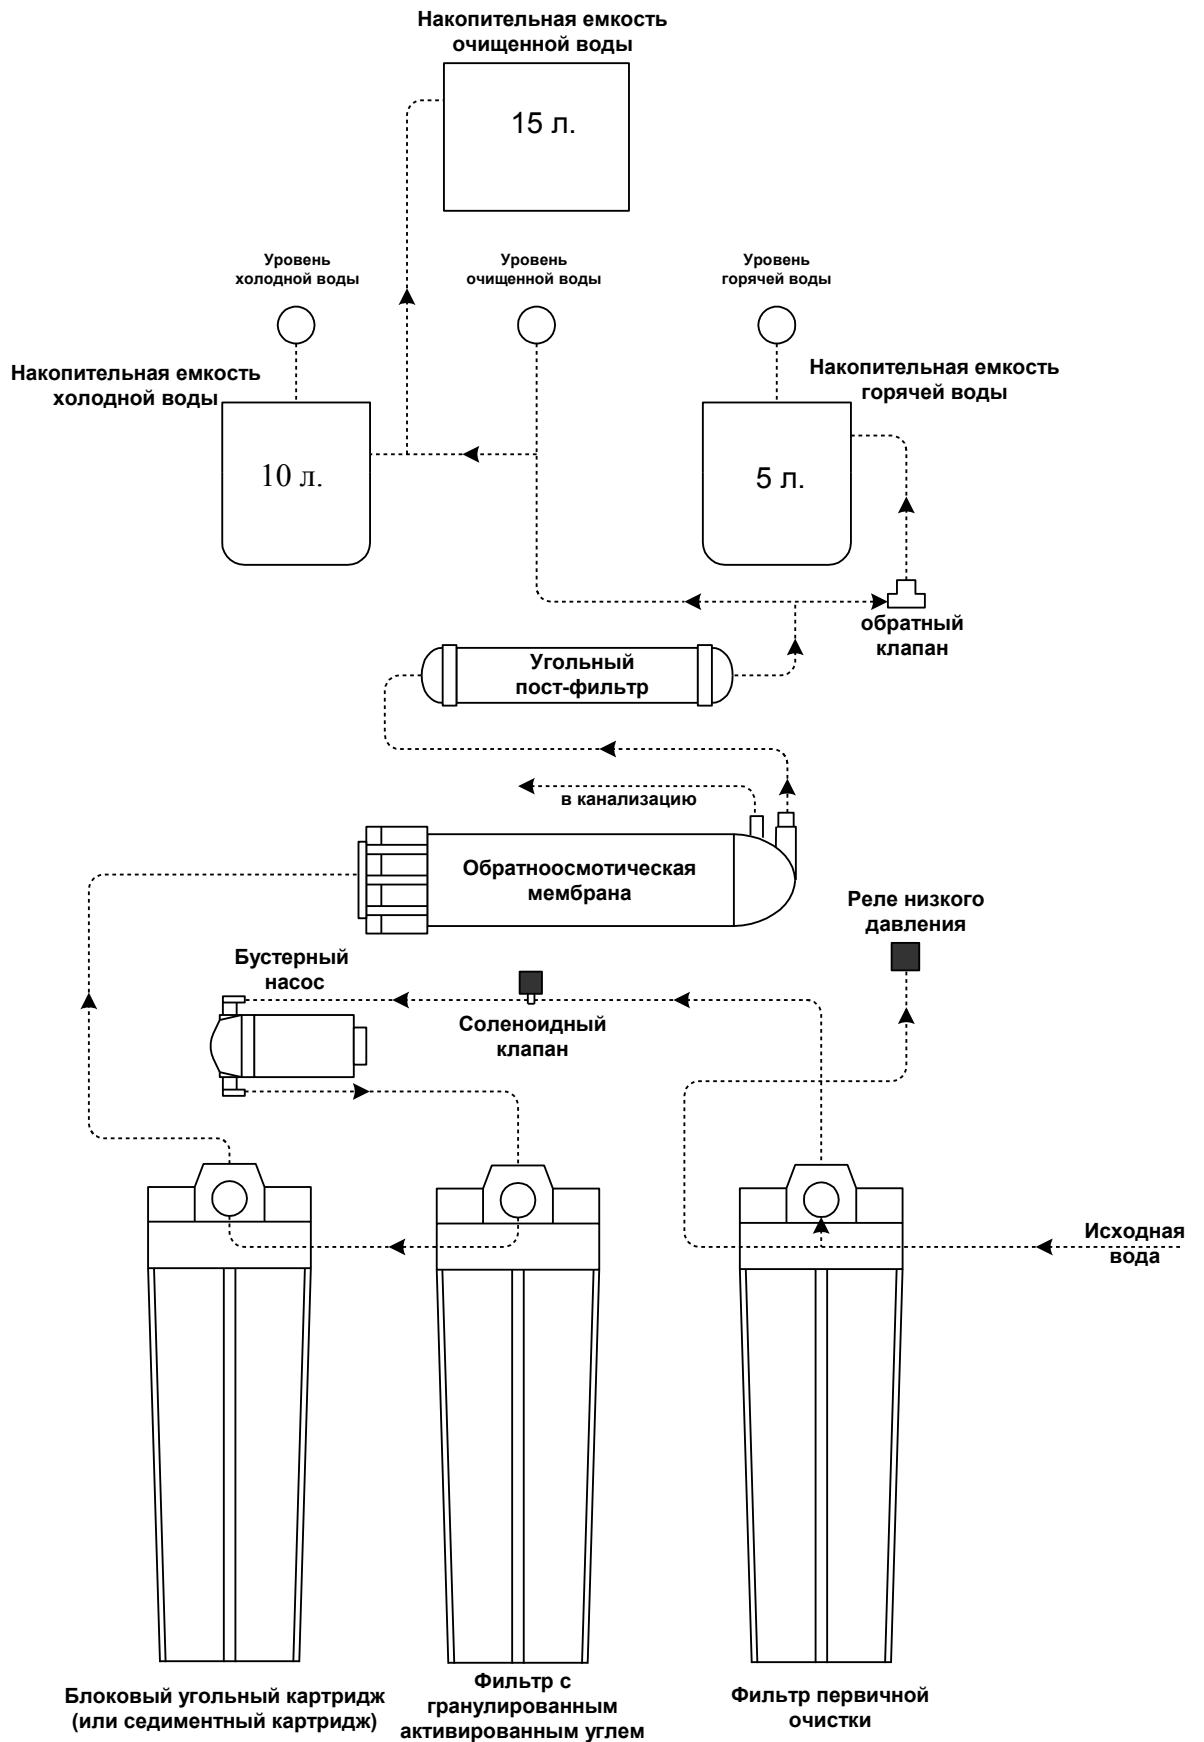 Накопительная емкость
очищенной воды
15 л.
Уровень
холодной воды
Уровень
очищенной воды
Уровень
горячей воды
Накопительная емкость
холодной воды
Накопительная емкость
горячей воды
10 л.
5 л.
обратный
клапан
Угольный
пост-фильтр
в канализацию
Обратноосмотическая
мембрана
Реле низкого
давления
Бустерный
насос
Соленоидный
клапан
Исходная
вода
Блоковый угольный картридж
(или седиментный картридж)
Фильтр с
гранулированным
активированным углем
Фильтр первичной
очистки